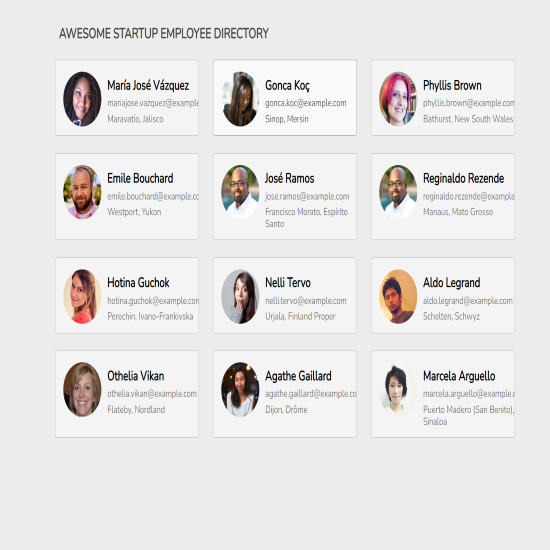 AWESOME STARTUP EMPLOYEE DIRECTORY
María José Vázquez
mariajose.vazquez@example
Maravatío, Jalisco
Gonca Koç
gonca.koc@example.com
Sinop, Mersin
Phyllis Brown
phyllis.brown@example.com
Bathurst, New South Wales
Emile Bouchard
emile.bouchard@example.co
Westport, Yukon
José Ramos
jose.ramos@example.com
Francisco Morato, Espírito
Santo
Reginaldo Rezende
reginaldo.rezende@example
Manaus, Mato Grosso
Hotina Guchok
hotina.guchok@example.com
Perechin, Ivano-Frankivska
Nelli Tervo
nelli.tervo@example.com
Urjala, Finland Proper
Aldo Legrand
aldo.legrand@example.com
Schelten, Schwyz
Othelia Vikan
othelia.vikan@example.com
Flateby, Nordland
Agathe Gaillard
agathe.gaillard@example.co
Dijon, Drôme
Marcela Arguello
marcela.arguello@example.c
Puerto Madero (San Benito),
Sinaloa